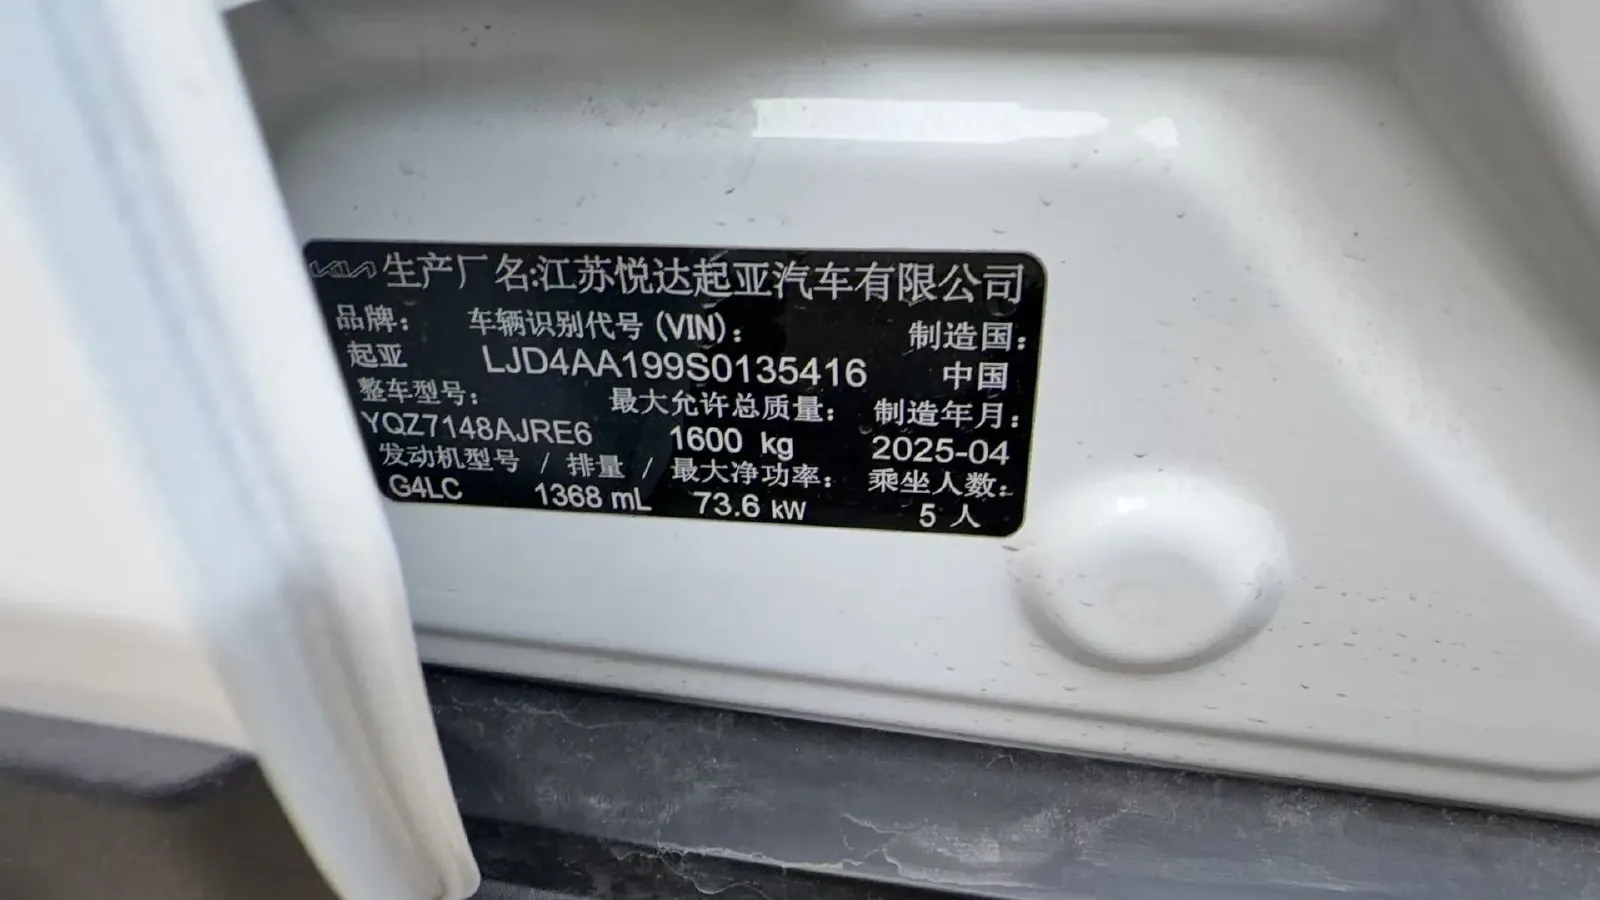 KIA 生产厂名:江苏悦达起亚汽车有限公司
品牌: 车辆识别代号 (VIN): 制造国:
起亚 LJD4AA199S0135416 中国
整车型号: 最大允许总质量: 制造年月:
YQZ7148AJRE6 1600 kg 2025-04
发动机型号 / 排量 / 最大净功率: 乘坐人数:
G4LC 1368 mL 73.6 kW 5 人